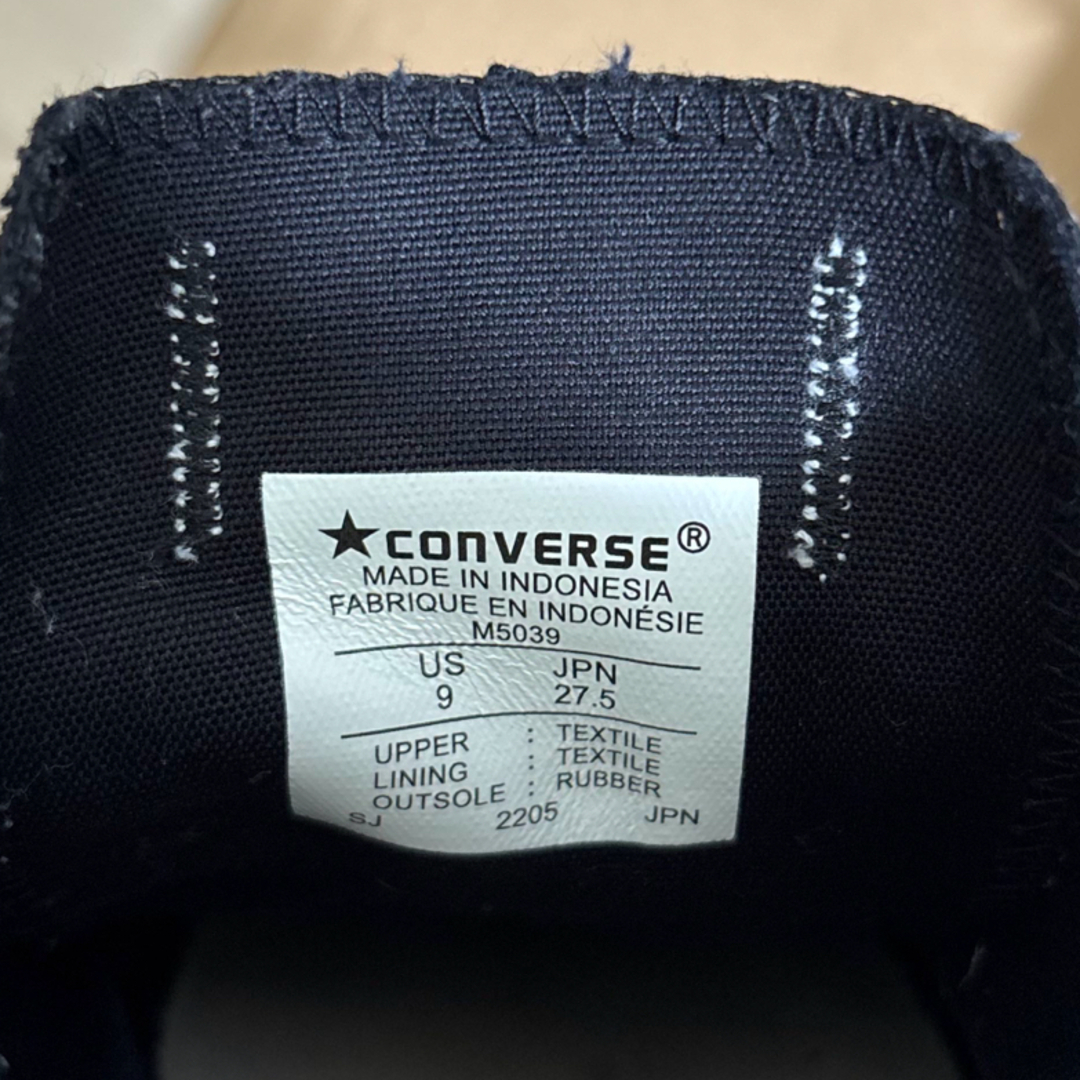 ★CONVERSE®
MADE IN INDONESIA
FABRIQUE EN INDONÉSIE
M5039
US JPN
9 27.5
UPPER : TEXTILE
LINING : TEXTILE
OUTSOLE : RUBBER
SJ 2205 JPN